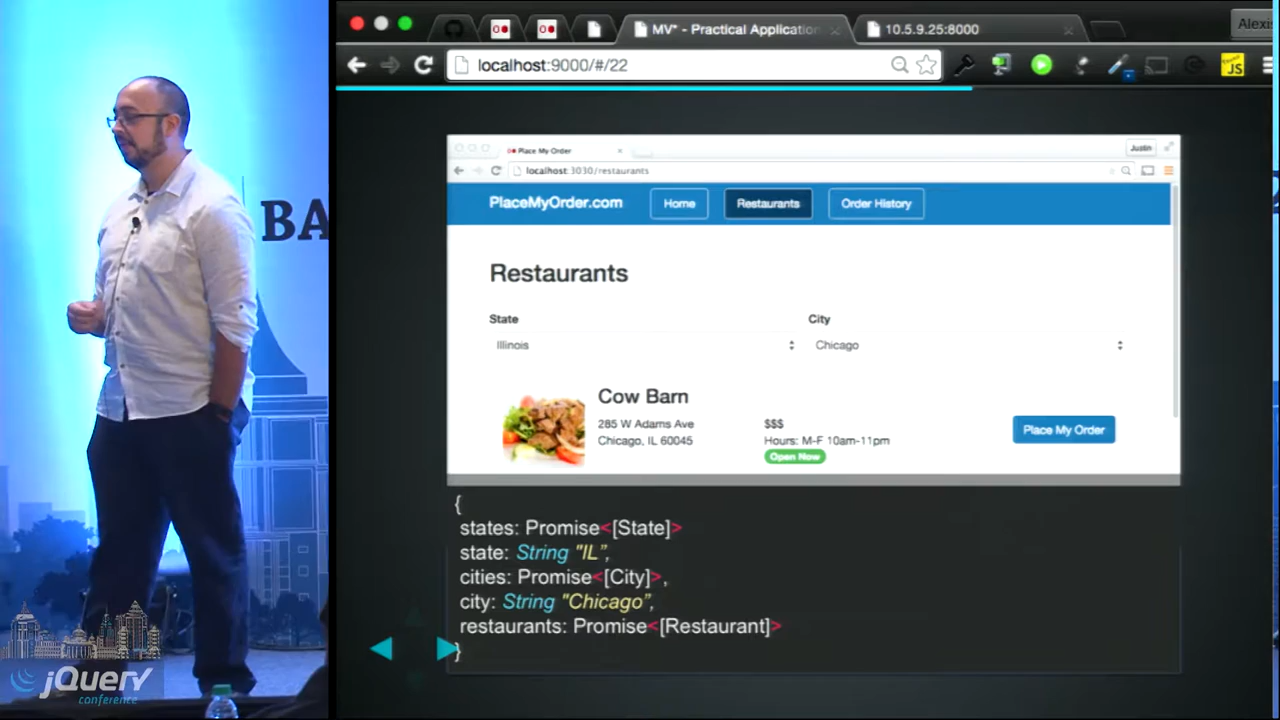 MV* - Practical Application
10.5.9.25:8000
Alexis
localhost:9000/#/22
JS
Place My Order
Justin
localhost:3030/restaurants
PlaceMyOrder.com
Home
Restaurants
Order History
Restaurants
State
City
Illinois
Chicago
Cow Barn
285 W Adams Ave
Chicago, IL 60045
$$$
Hours: M-F 10am-11pm
Open Now
Place My Order
{
states: Promise<[State]>
state: String "IL",
cities: Promise<[City]>,
city: String "Chicago",
restaurants: Promise<[Restaurant]>
}
BA
jQuery
conference